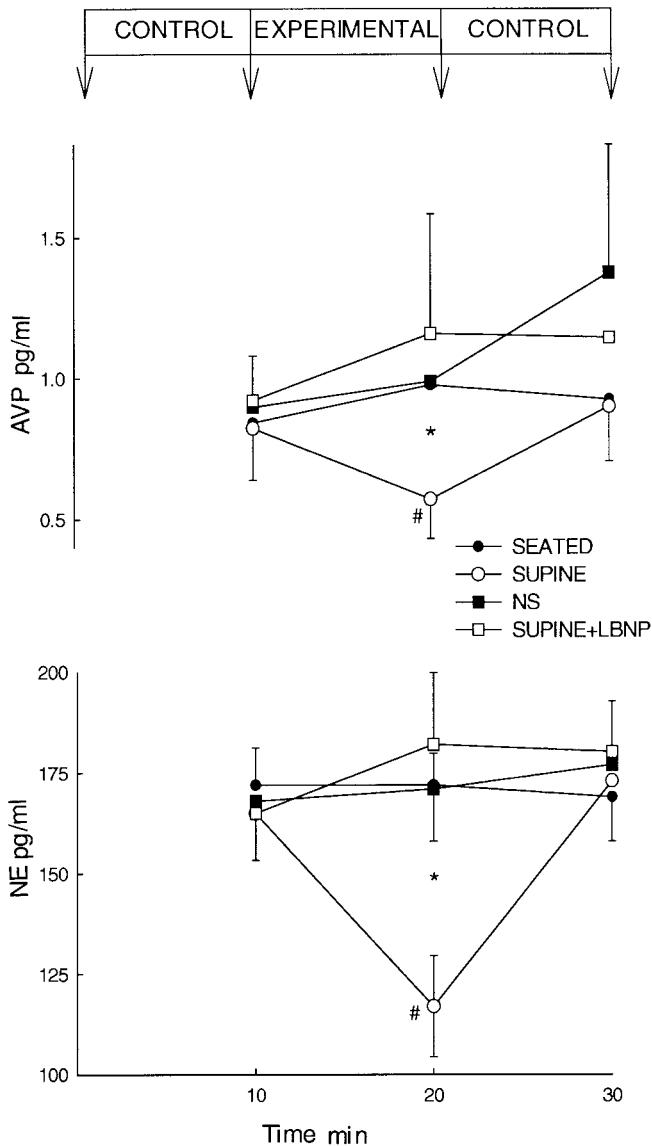 CONTROL EXPERIMENTAL CONTROL
1.5
1.0
0.5
AVP pg/ml
*
#
SEATED
SUPINE
NS
SUPINE+LBNP
200
175
150
125
100
NE pg/ml
*
#
10 20 30
Time min